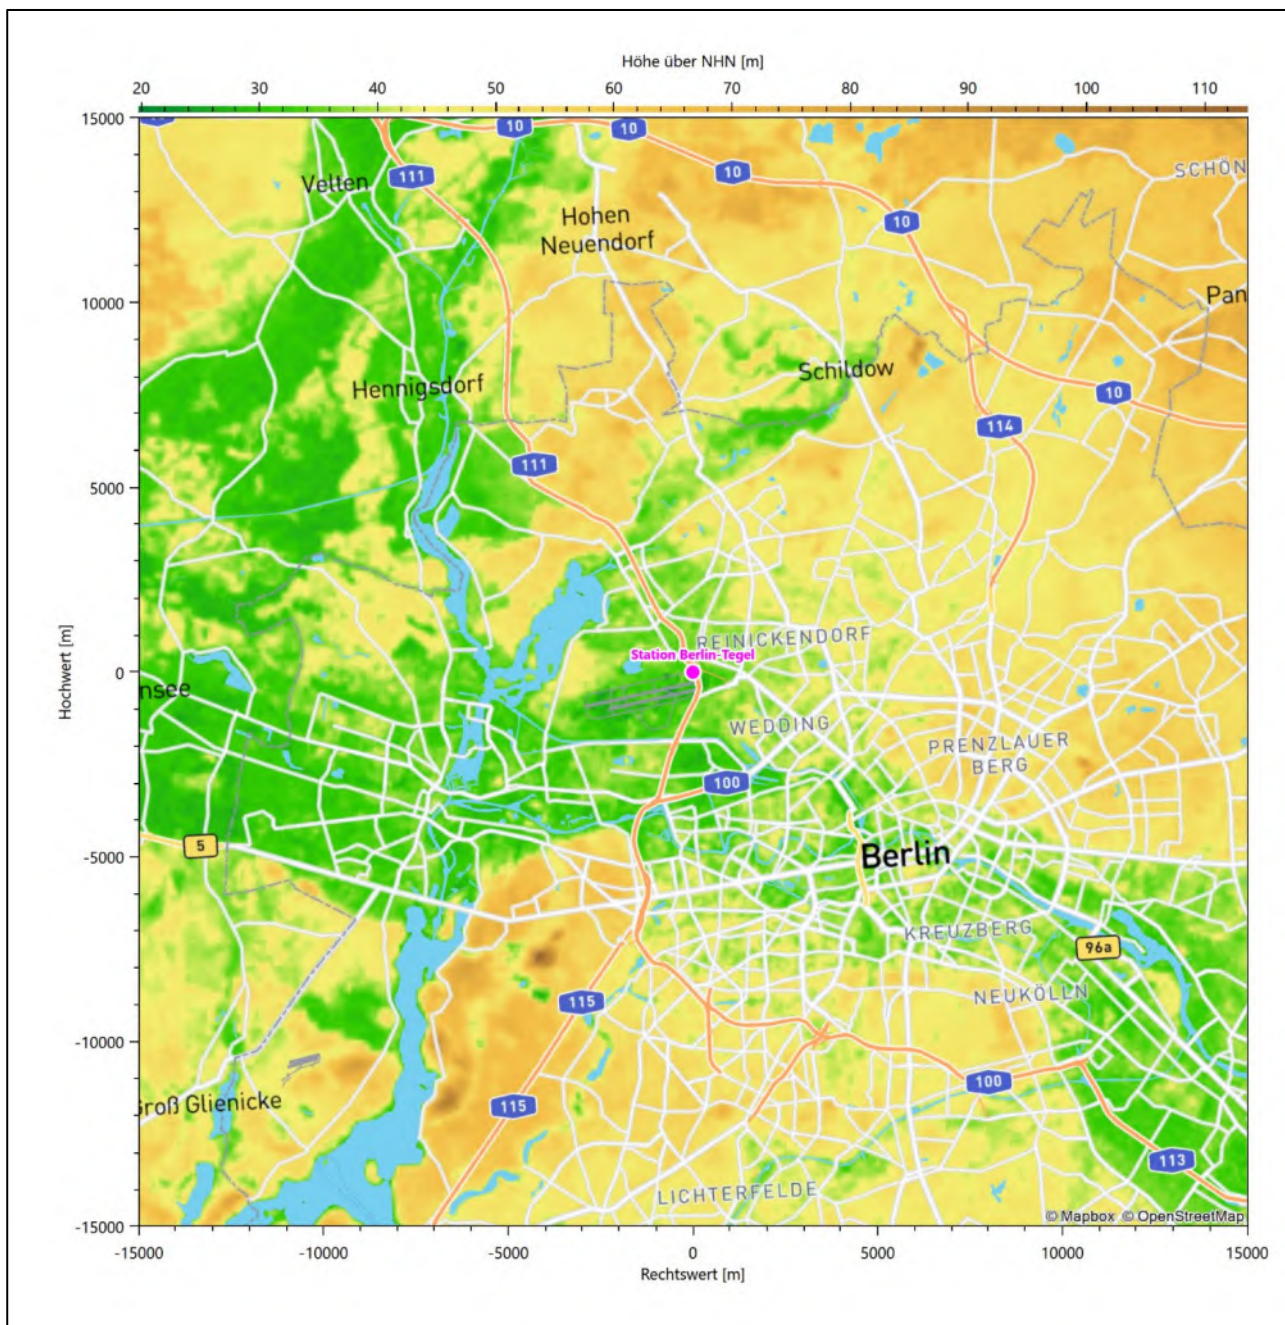 Höhe über NHN [m]
20 30 40 50 60 70 80 90 100 110
15000
10
10
10
111
Velten
SCHÖN
Hohen
Neuendorf
10
10000
Pan
Schildow
Hennigsdorf
10
114
111
5000
REINICKENDORF
Station Berlin-Tegel
0
nsee
WEDDING
PRENZLAUER
BERG
100
5
-5000
Berlin
KREUZBERG
96a
NEUKÖLLN
115
-10000
100
Groß Glienicke
115
113
LICHTERFELDE
-15000
© Mapbox © OpenStreetMap
-15000 -10000 -5000 0 5000 10000 15000
Rechtswert [m]
Hochwert [m]